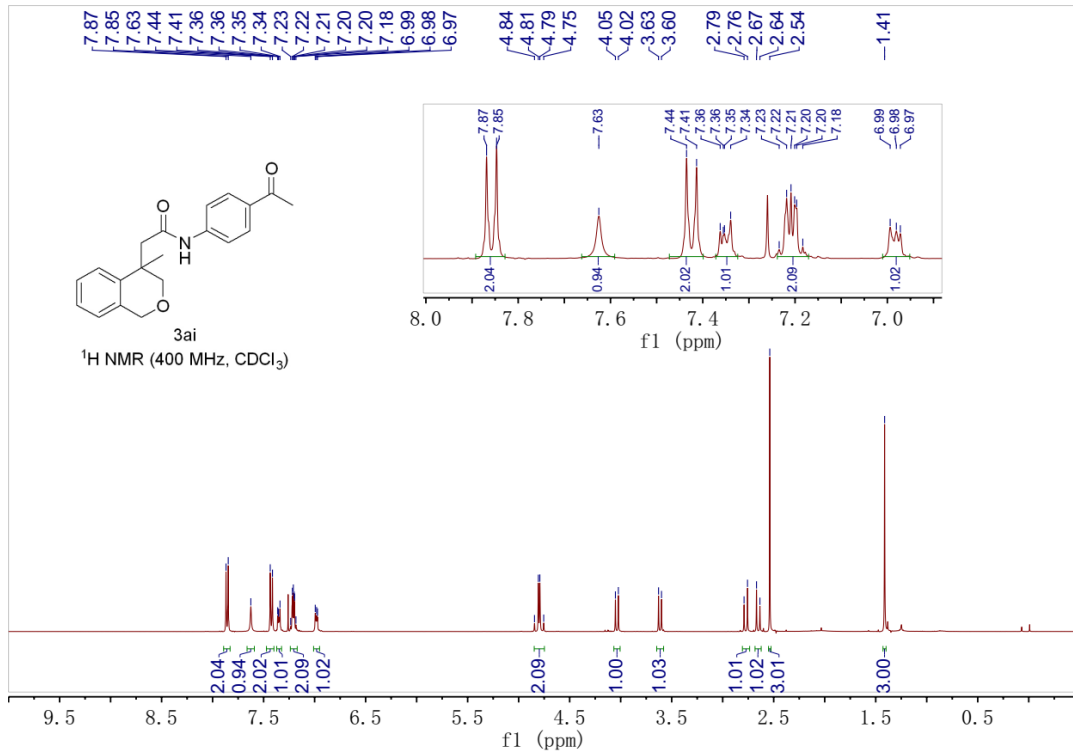 7.87 7.85 7.63 7.44 7.41 7.36 7.36 7.35 7.34 7.23 7.22 7.21 7.20 7.20 7.18 6.99 6.98 6.97 4.84 4.81 4.79 4.75 4.05 4.02 3.63 3.60 2.79 2.76 2.67 2.64 2.54 1.41
7.87 7.85 7.63 7.44 7.41 7.36 7.36 7.35 7.34 7.23 7.22 7.21 7.20 7.20 7.18 6.99 6.98 6.97
2.04 0.94 2.02 1.01 2.09 1.02
8.0 7.8 7.6 7.4 7.2 7.0
f1 (ppm)
O
O
N
H
O
3ai
¹H NMR (400 MHz, CDCl₃)
2.04 0.94 2.02 1.01 2.09 1.02 2.09 1.00 1.03 1.01 1.02 3.01 3.00
9.5 8.5 7.5 6.5 5.5 4.5 3.5 2.5 1.5 0.5
f1 (ppm)